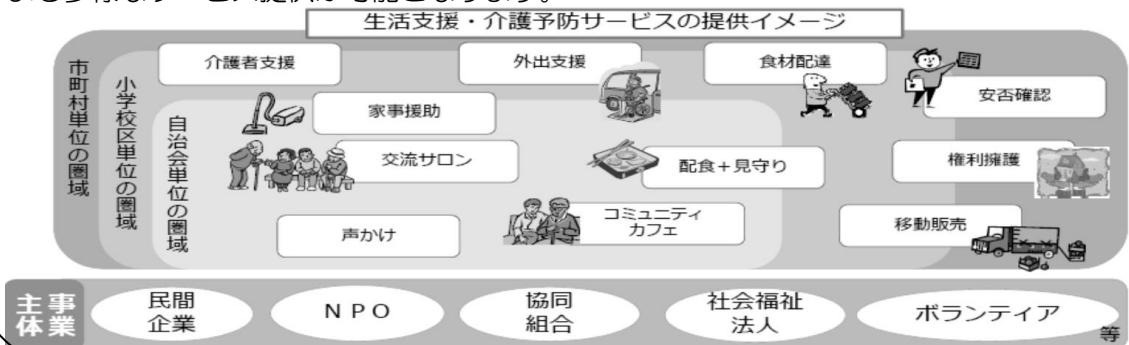 生活支援・介護予防サービスの提供イメージ
市町村単位の圏域
小学校区単位の圏域
自治会単位の圏域
介護者支援
外出支援
食材配達
安否確認
家事援助
交流サロン
配食＋見守り
権利擁護
声かけ
コミュニティ
カフェ
移動販売
事業
主体
民間
企業
ＮＰＯ
協同
組合
社会福祉
法人
ボランティア
等